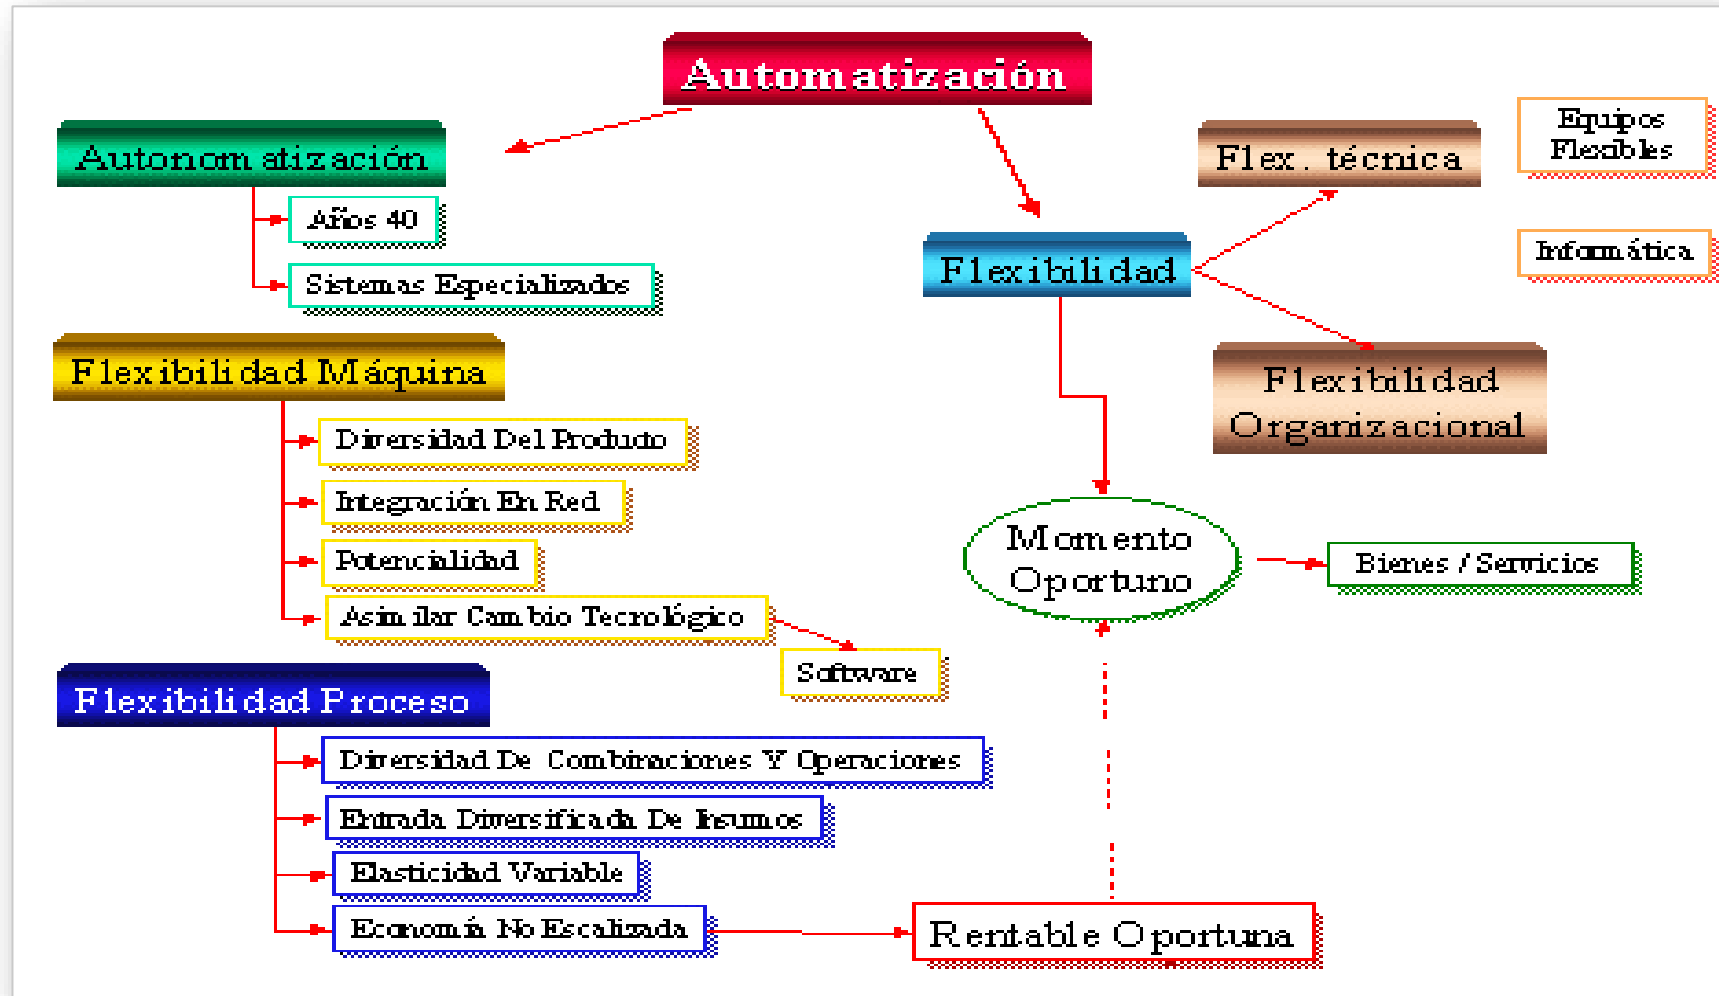 Automatización
Autonomatización
Años 40
Sistemas Especializados
Flexibilidad Máquina
Diversidad Del Producto
Integración En Red
Potencialidad
Asimilar Cambio Tecnológico
Software
Flexibilidad Proceso
Diversidad De Combinaciones Y Operaciones
Entrada Diversificada De Insumos
Elasticidad Variable
Economía No Escalizada
Rentable Oportuna
Flexibilidad
Flex. técnica
Equipos
Flexibles
Informática
Flexibilidad
Organizacional
Momento
Oportuno
Bienes / Servicios